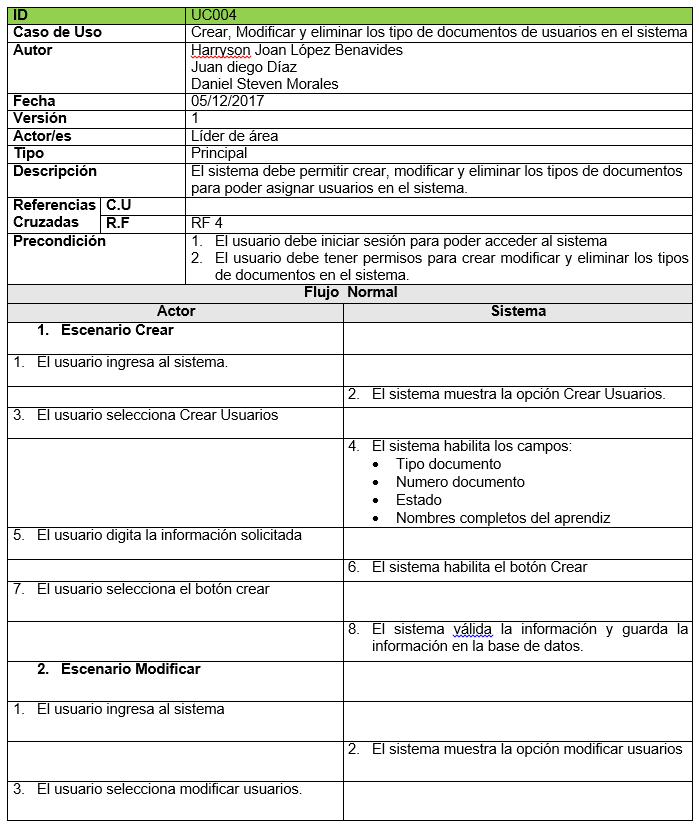 ID UC004
Caso de Uso Crear, Modificar y eliminar los tipo de documentos de usuarios en el sistema
Autor Harryson Joan López Benavides
Juan diego Díaz
Daniel Steven Morales
Fecha 05/12/2017
Versión 1
Actor/es Líder de área
Tipo Principal
Descripción El sistema debe permitir crear, modificar y eliminar los tipos de documentos
para poder asignar usuarios en el sistema.
Referencias C.U
Cruzadas R.F RF 4
Precondición 1. El usuario debe iniciar sesión para poder acceder al sistema
2. El usuario debe tener permisos para crear modificar y eliminar los tipos
de documentos en el sistema.
Flujo Normal
Actor Sistema
1. Escenario Crear
1. El usuario ingresa al sistema.
2. El sistema muestra la opción Crear Usuarios.
3. El usuario selecciona Crear Usuarios
4. El sistema habilita los campos:
• Tipo documento
• Numero documento
• Estado
• Nombres completos del aprendiz
5. El usuario digita la información solicitada
6. El sistema habilita el botón Crear
7. El usuario selecciona el botón crear
8. El sistema válida la información y guarda la
información en la base de datos.
2. Escenario Modificar
1. El usuario ingresa al sistema
2. El sistema muestra la opción modificar usuarios
3. El usuario selecciona modificar usuarios.